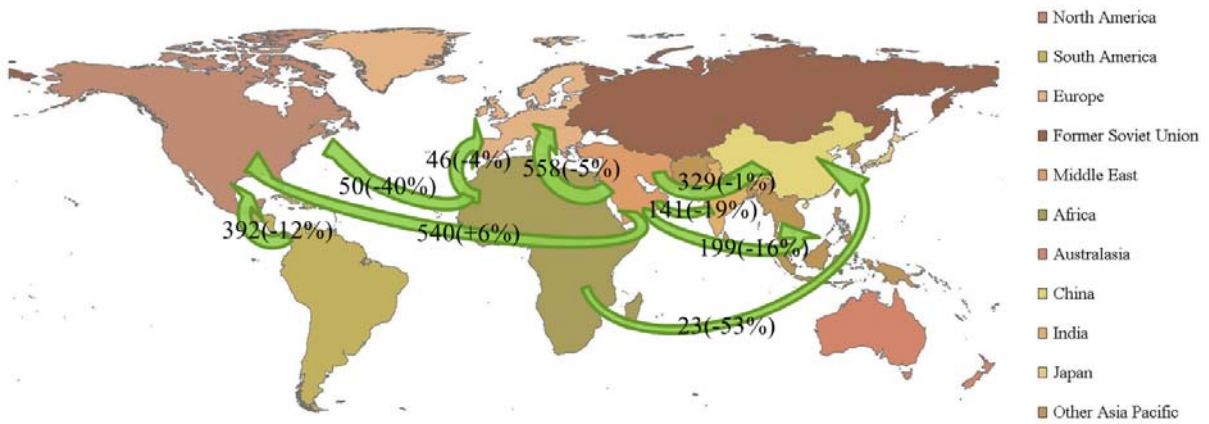 46(-4%)
558(-5%)
50(-40%)
329(-1%)
141(-19%)
392(-12%)
540(+6%)
199(-16%)
23(-53%)
North America
South America
Europe
Former Soviet Union
Middle East
Africa
Australasia
China
India
Japan
Other Asia Pacific